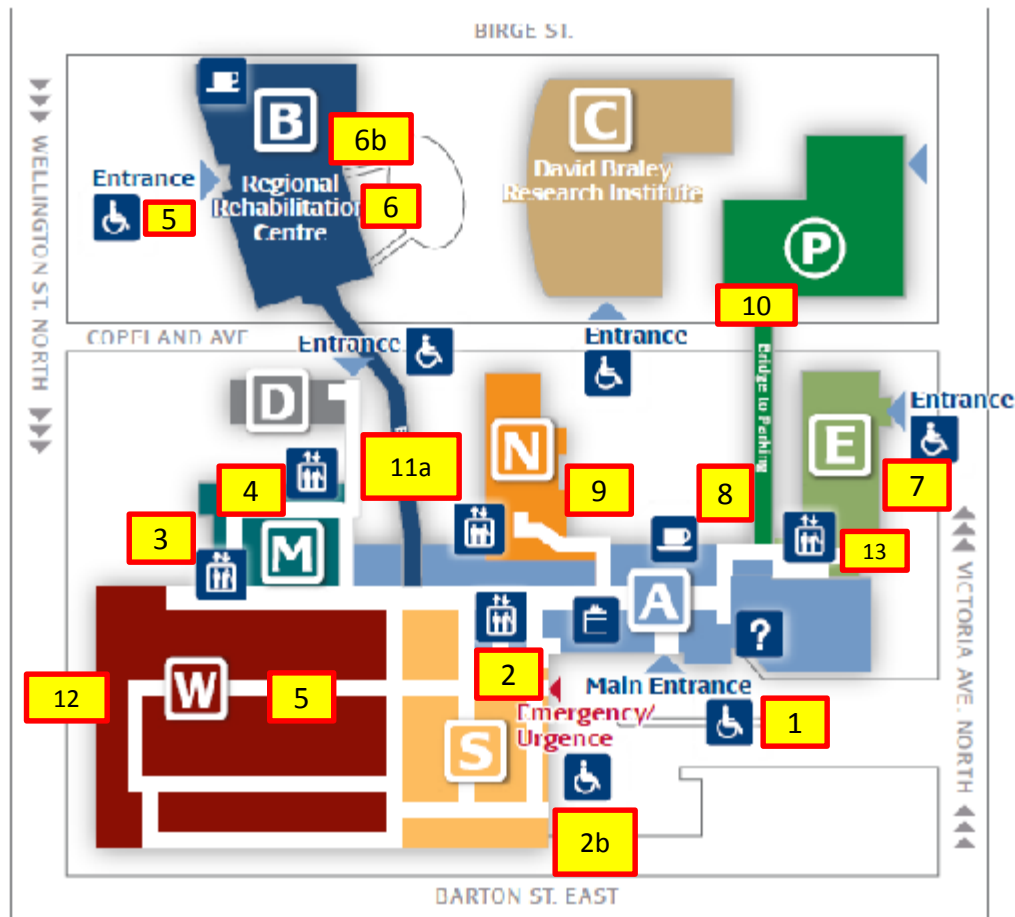 BIRGE ST.
B
6b
C
David Braley
Research Institute
Entrance
5
Regional
Rehabilitation
Centre
6
P
WELLINGTON ST. NORTH
10
COPELAND AVE
Entrance
Entrance
Bridge to Parking
D
N
E
Entrance
4
11a
9
8
7
3
M
13
A
?
VICTORIA AVE. NORTH
12
W
5
2
Main Entrance
Emergency/
Urgence
1
S
2b
BARTON ST. EAST